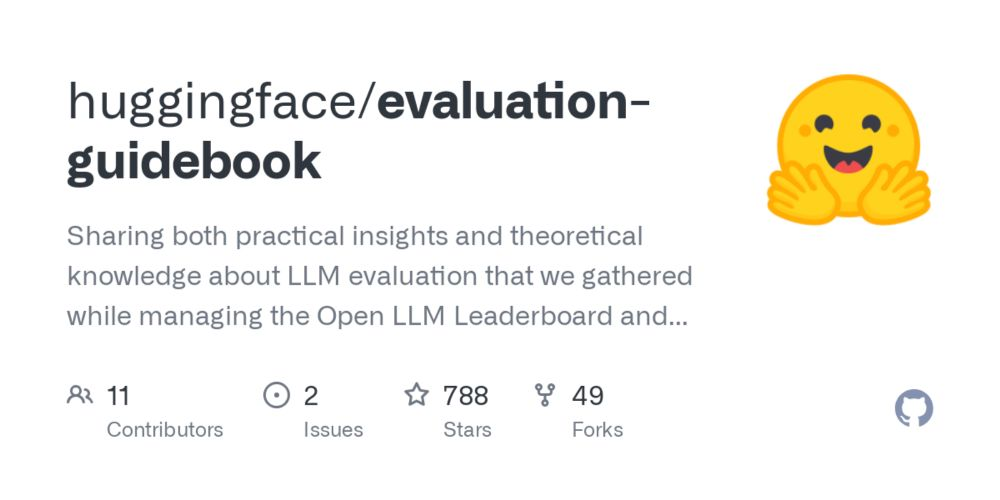 huggingface/evaluation-
guidebook
Sharing both practical insights and theoretical
knowledge about LLM evaluation that we gathered
while managing the Open LLM Leaderboard and...
11 2 788 49
Contributors Issues Stars Forks